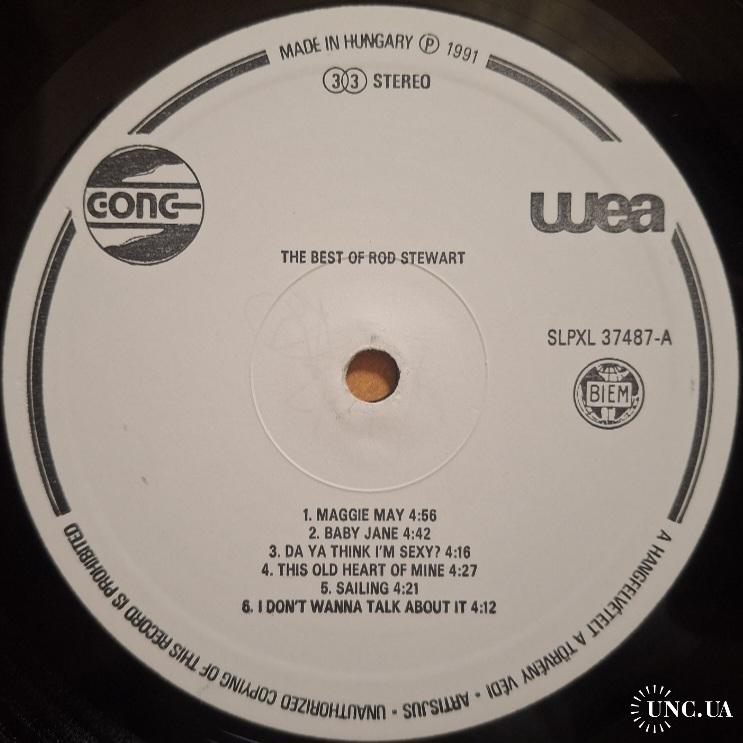 MADE IN HUNGARY Ⓟ 1991
33 STEREO
GONG
wea
THE BEST OF ROD STEWART
SLPXL 37487-A
BIEM
1. MAGGIE MAY 4:56
2. BABY JANE 4:42
3. DA YA THINK I'M SEXY? 4:16
4. THIS OLD HEART OF MINE 4:27
5. SAILING 4:21
6. I DON'T WANNA TALK ABOUT IT 4:12
A HANGFELVÉTELT A TÖRVÉNY VÉDI • ARTISJUS • UNAUTHORIZED COPYING OF THIS RECORD IS PROHIBITED
UNC.UA